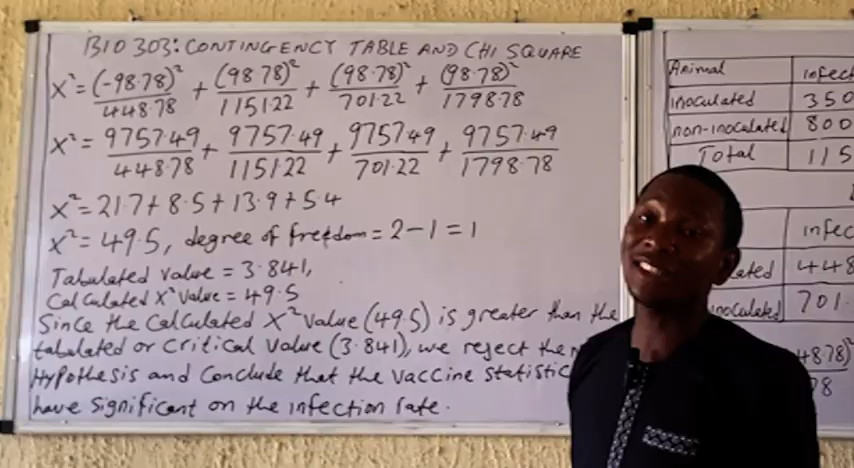 BIO 303: CONTINGENCY TABLE AND CHI SQUARE
X² = (-98.78)²/448.78 + (98.78)²/1151.22 + (98.78)²/701.22 + (98.78)²/1798.78
X² = 9757.49/448.78 + 9757.49/1151.22 + 9757.49/701.22 + 9757.49/1798.78
X² = 21.7 + 8.5 + 13.9 + 5.4
X² = 49.5, degree of freedom = 2 - 1 = 1
Tabulated value = 3.841,
Calculated X² value = 49.5
Since the Calculated X² value (49.5) is greater than the
tabulated or critical value (3.841), we reject the
Hypothesis and conclude that the vaccine statistic
have significant on the infection rate.
Animal infect
inoculated 350
non-inoculated 800
Total 115
infec
lated 448
noculated 701.
48.78)²
78